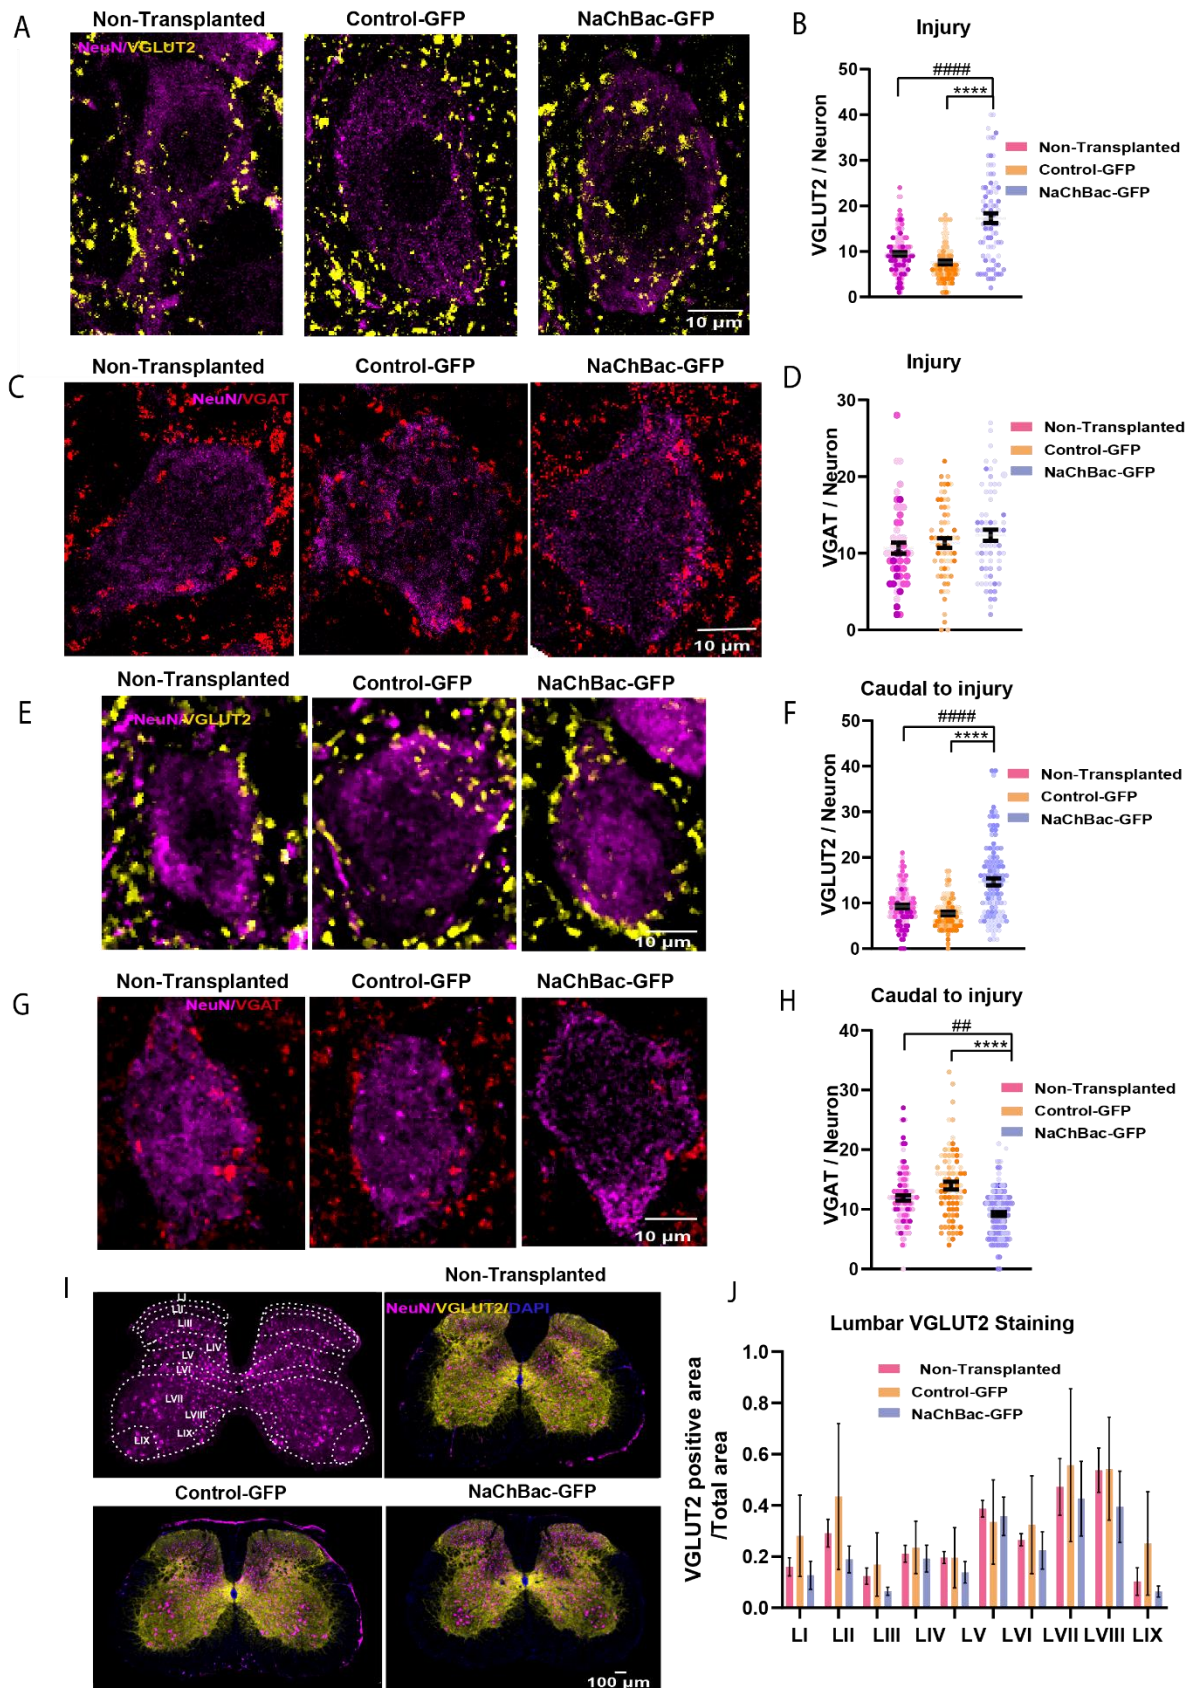 A
Non-Transplanted
Control-GFP
NaChBac-GFP
NeuN/VGLUT2
10 µm
B
Injury
####
****
VGLUT2 / Neuron
50
40
30
20
10
0
Non-Transplanted
Control-GFP
NaChBac-GFP
C
Non-Transplanted
Control-GFP
NaChBac-GFP
NeuN/VGAT
10 µm
D
Injury
VGAT / Neuron
30
20
10
0
Non-Transplanted
Control-GFP
NaChBac-GFP
E
Non-Transplanted
Control-GFP
NaChBac-GFP
NeuN/VGLUT2
10 µm
F
Caudal to injury
####
****
VGLUT2 / Neuron
50
40
30
20
10
0
Non-Transplanted
Control-GFP
NaChBac-GFP
G
Non-Transplanted
Control-GFP
NaChBac-GFP
NeuN/VGAT
10 µm
H
Caudal to injury
##
****
VGAT / Neuron
40
30
20
10
0
Non-Transplanted
Control-GFP
NaChBac-GFP
I
Non-Transplanted
LI
LII
LIII
LIV
LV
LVI
LVII
LVIII
LIX
LIX
NeuN/VGLUT2/DAPI
Control-GFP
NaChBac-GFP
100 µm
J
Lumbar VGLUT2 Staining
VGLUT2 positive area
/Total area
1.0
0.8
0.6
0.4
0.2
0.0
Non-Transplanted
Control-GFP
NaChBac-GFP
LI LII LIII LIV LV LVI LVII LVIII LIX